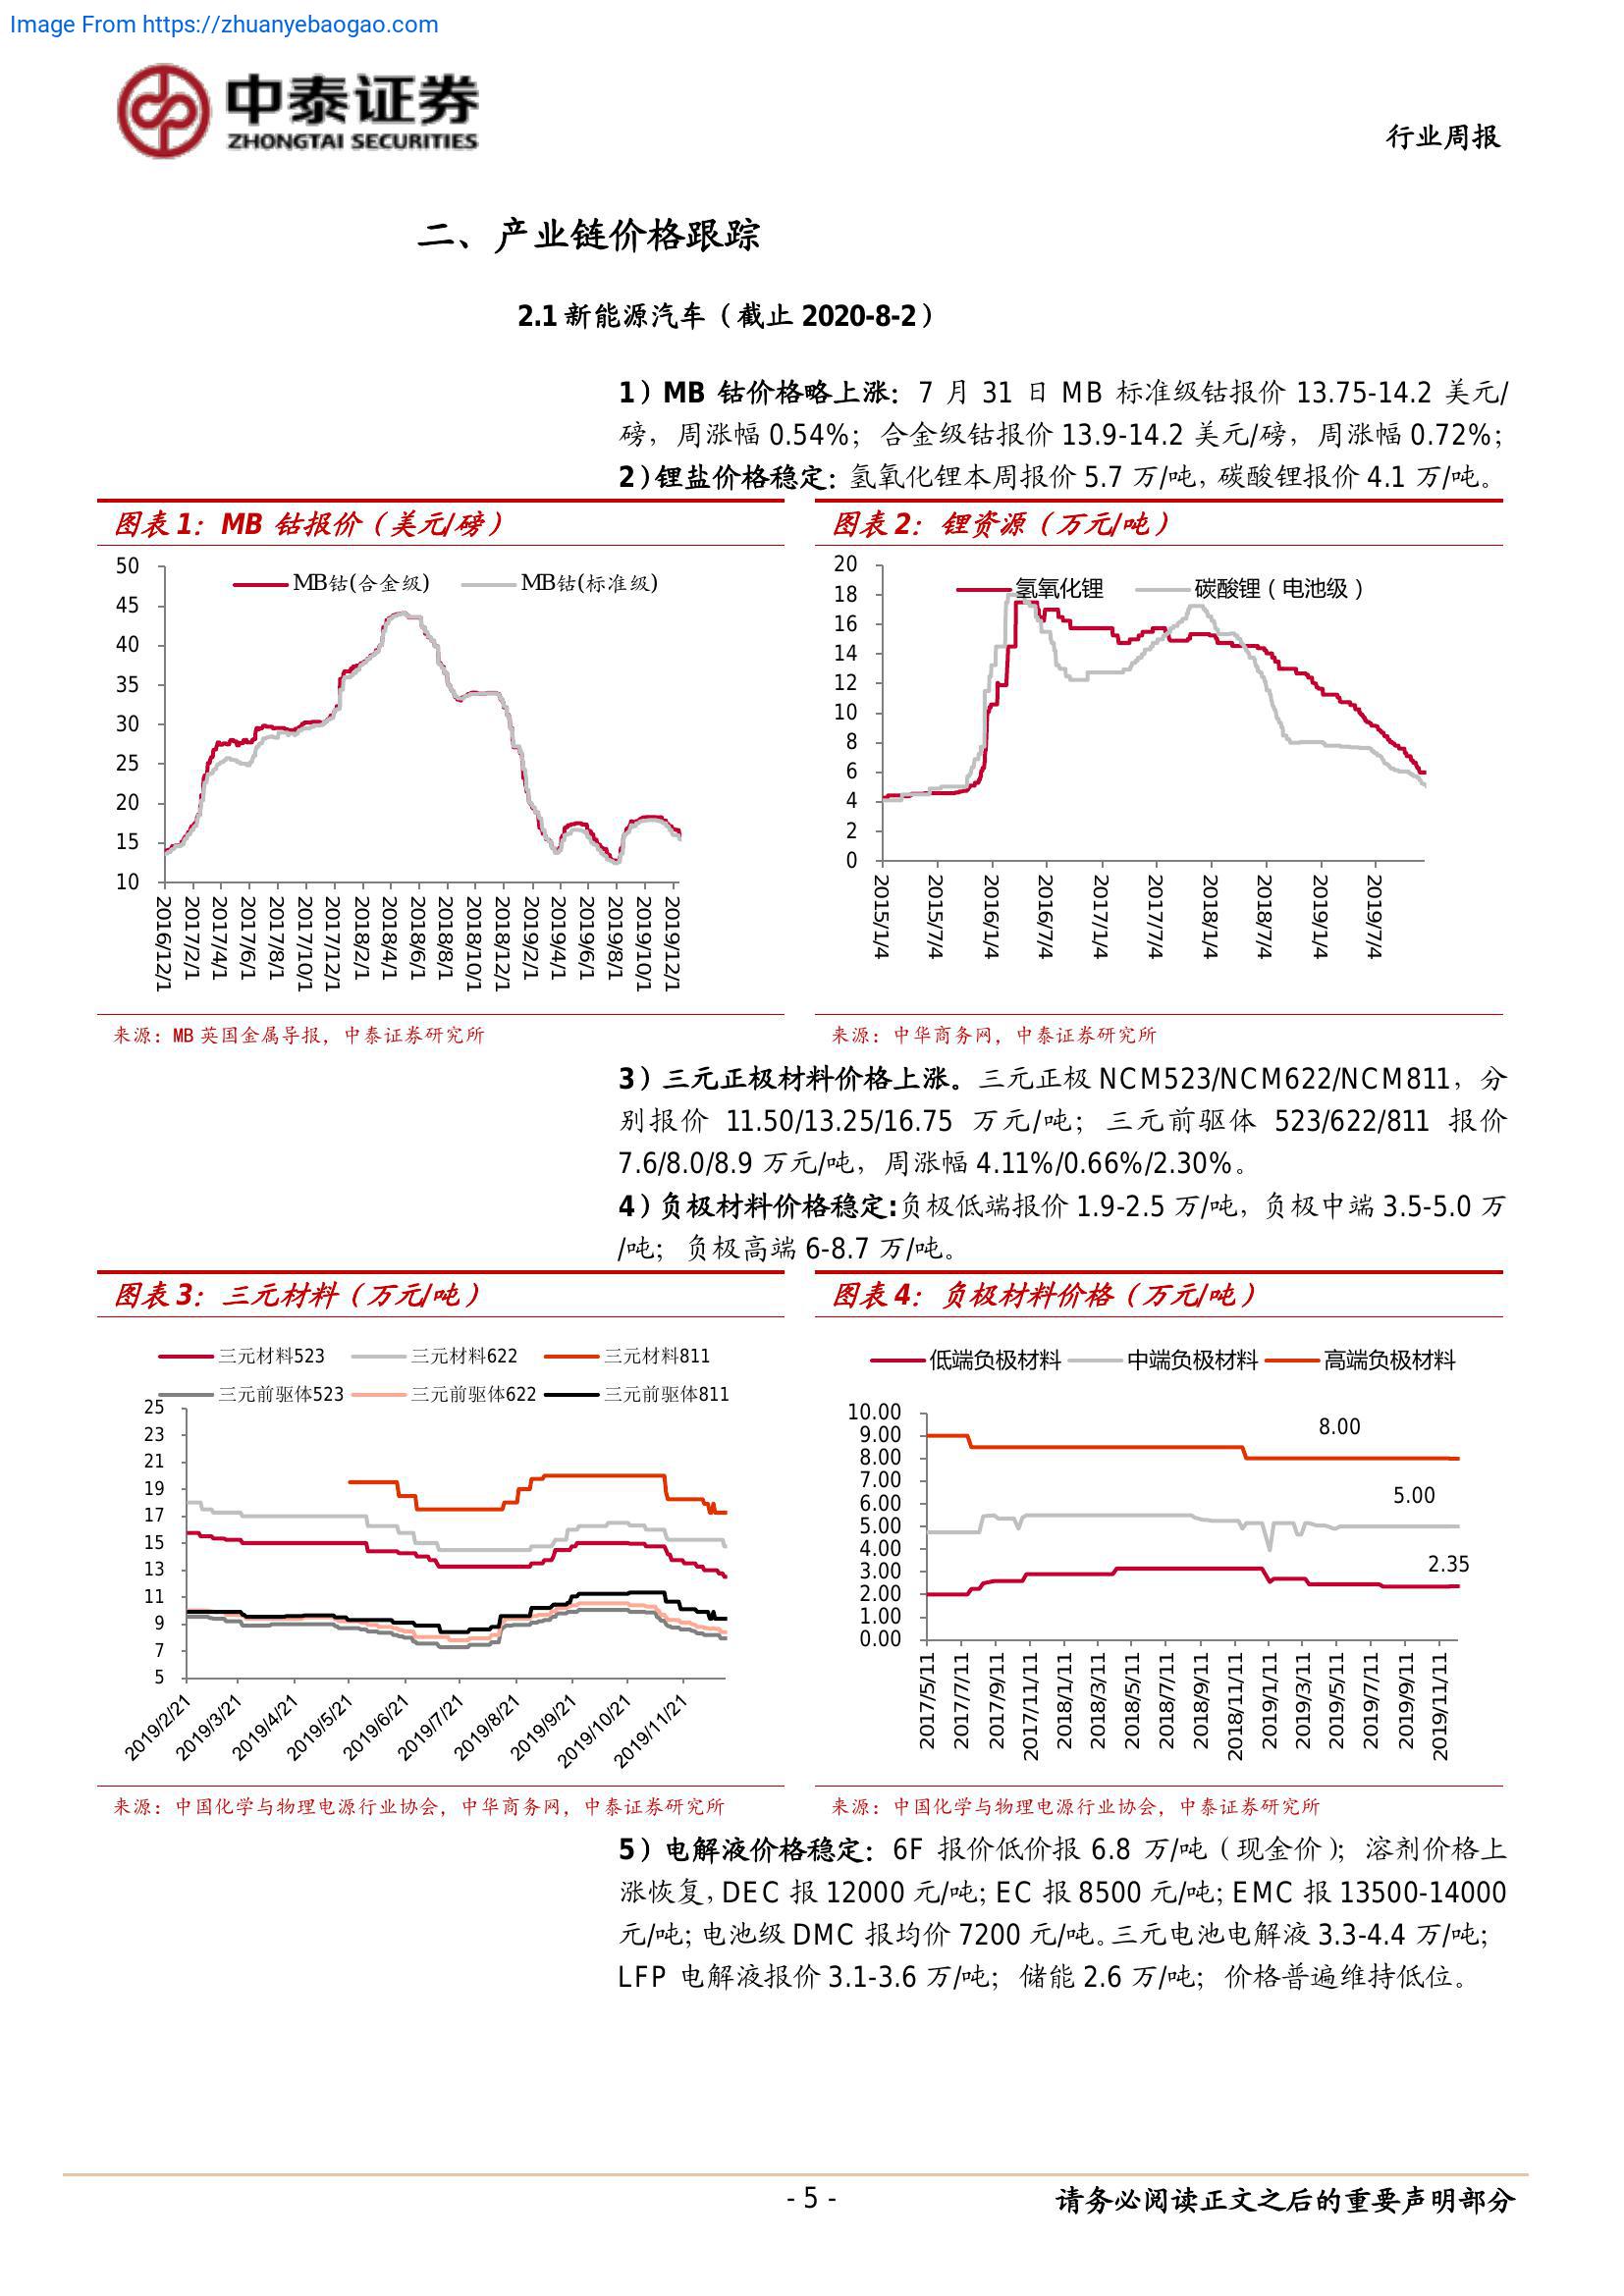 Image From https://zhuanyebaogao.com
中泰证券
ZHONGTAI SECURITIES
行业周报
二、产业链价格跟踪
2.1 新能源汽车（截止 2020-8-2）
1）MB 钴价格略上涨：7 月 31 日 MB 标准级钴报价 13.75-14.2 美元/
磅，周涨幅 0.54%；合金级钴报价 13.9-14.2 美元/磅，周涨幅 0.72%；
2）锂盐价格稳定：氢氧化锂本周报价 5.7 万/吨，碳酸锂报价 4.1 万/吨。
图表 1：MB 钴报价（美元/磅）
MB钴(合金级)
MB钴(标准级)
50
45
40
35
30
25
20
15
10
2016/12/1
2017/2/1
2017/4/1
2017/6/1
2017/8/1
2017/10/1
2017/12/1
2018/2/1
2018/4/1
2018/6/1
2018/8/1
2018/10/1
2018/12/1
2019/2/1
2019/4/1
2019/6/1
2019/8/1
2019/10/1
2019/12/1
来源：MB 英国金属导报，中泰证券研究所
图表 2：锂资源（万元/吨）
氢氧化锂
碳酸锂（电池级）
20
18
16
14
12
10
8
6
4
2
0
2015/1/4
2015/7/4
2016/1/4
2016/7/4
2017/1/4
2017/7/4
2018/1/4
2018/7/4
2019/1/4
2019/7/4
来源：中华商务网，中泰证券研究所
3）三元正极材料价格上涨。三元正极 NCM523/NCM622/NCM811，分
别报价 11.50/13.25/16.75 万元/吨；三元前驱体 523/622/811 报价
7.6/8.0/8.9 万元/吨，周涨幅 4.11%/0.66%/2.30%。
4）负极材料价格稳定:负极低端报价 1.9-2.5 万/吨，负极中端 3.5-5.0 万
/吨；负极高端 6-8.7 万/吨。
图表 3：三元材料（万元/吨）
三元材料523
三元材料622
三元材料811
三元前驱体523
三元前驱体622
三元前驱体811
25
23
21
19
17
15
13
11
9
7
5
2019/2/21
2019/3/21
2019/4/21
2019/5/21
2019/6/21
2019/7/21
2019/8/21
2019/9/21
2019/10/21
2019/11/21
来源：中国化学与物理电源行业协会，中华商务网，中泰证券研究所
图表 4：负极材料价格（万元/吨）
低端负极材料
中端负极材料
高端负极材料
10.00
9.00
8.00
7.00
6.00
5.00
4.00
3.00
2.00
1.00
0.00
8.00
5.00
2.35
2017/5/11
2017/7/11
2017/9/11
2017/11/11
2018/1/11
2018/3/11
2018/5/11
2018/7/11
2018/9/11
2018/11/11
2019/1/11
2019/3/11
2019/5/11
2019/7/11
2019/9/11
2019/11/11
来源：中国化学与物理电源行业协会，中泰证券研究所
5）电解液价格稳定：6F 报价低价报 6.8 万/吨（现金价）；溶剂价格上
涨恢复，DEC 报 12000 元/吨；EC 报 8500 元/吨；EMC 报 13500-14000
元/吨；电池级 DMC 报均价 7200 元/吨。三元电池电解液 3.3-4.4 万/吨；
LFP 电解液报价 3.1-3.6 万/吨；储能 2.6 万/吨；价格普遍维持低位。
- 5 -
请务必阅读正文之后的重要声明部分